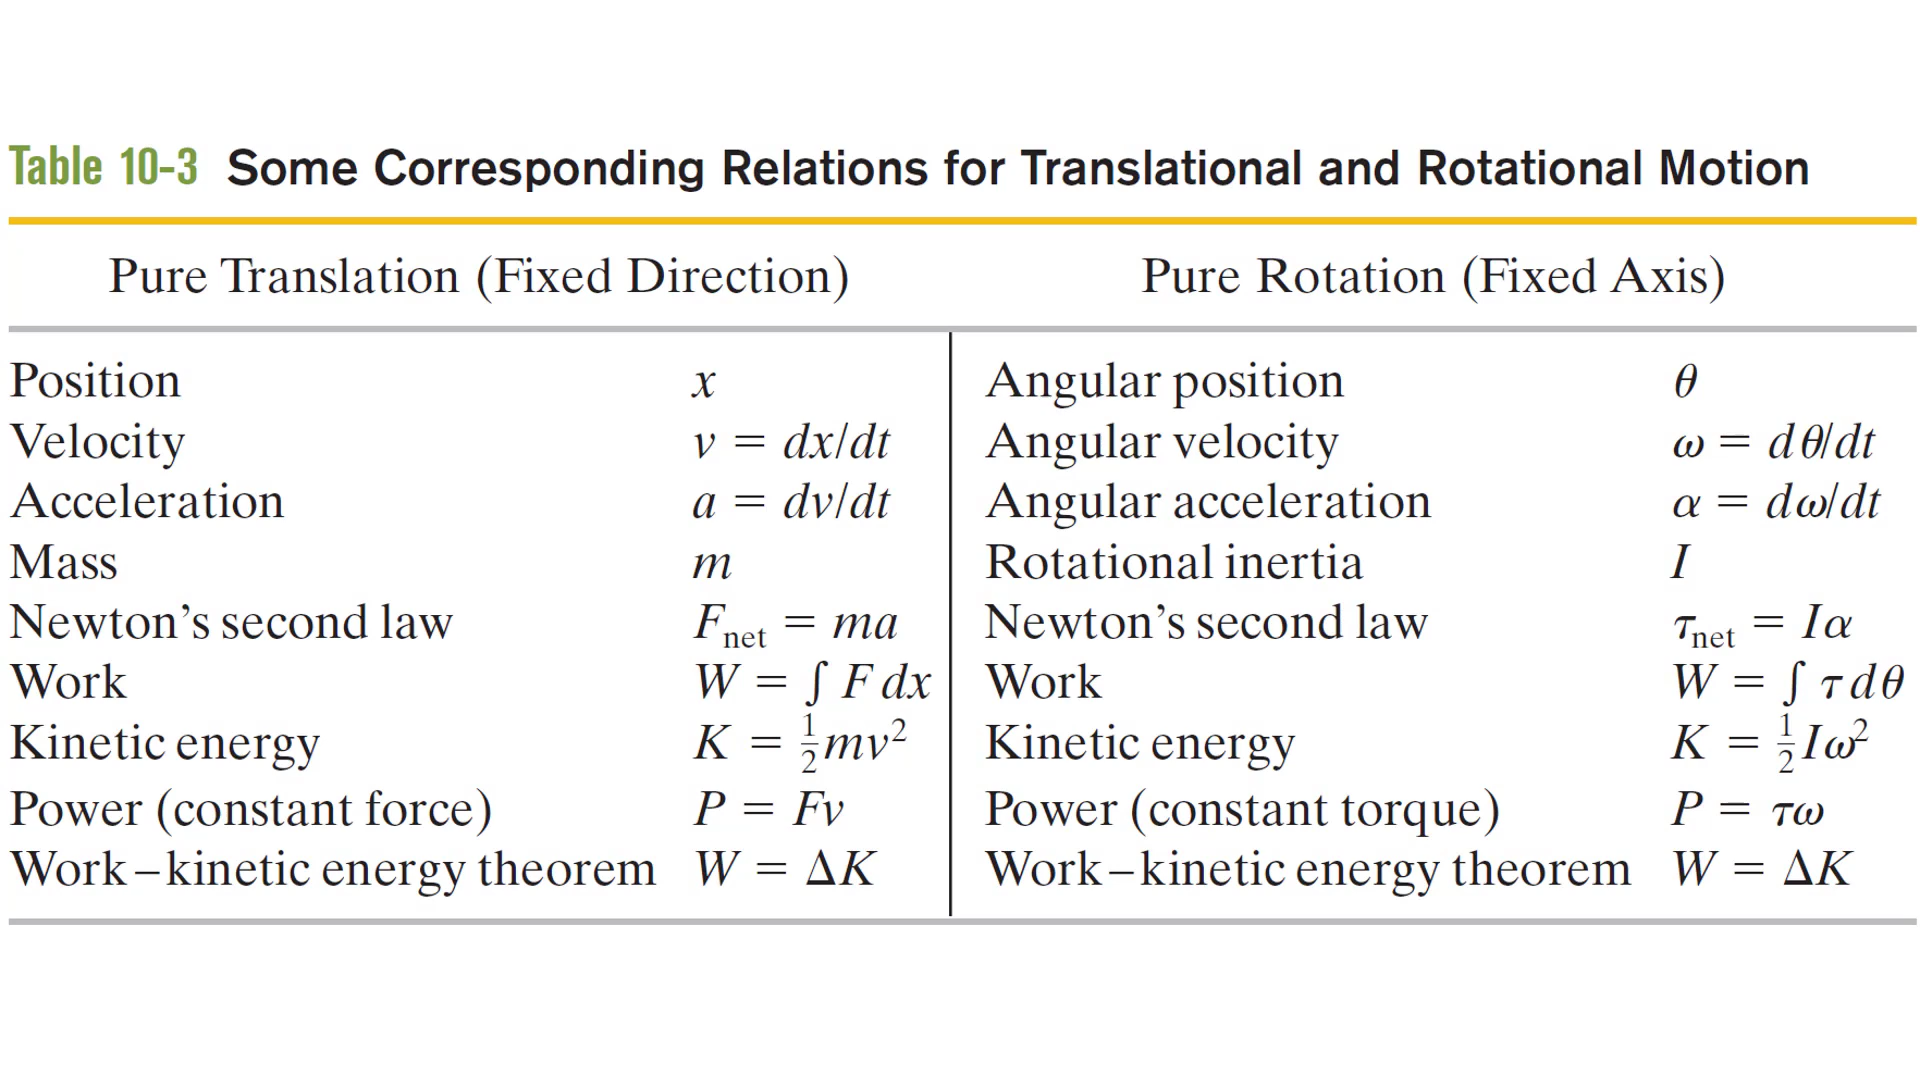 Table 10-3 Some Corresponding Relations for Translational and Rotational Motion
Pure Translation (Fixed Direction) Pure Rotation (Fixed Axis)
Position x Angular position θ
Velocity v = dx/dt Angular velocity ω = dθ/dt
Acceleration a = dv/dt Angular acceleration α = dω/dt
Mass m Rotational inertia I
Newton’s second law F_net = ma Newton’s second law τ_net = Iα
Work W = ∫ F dx Work W = ∫ τ dθ
Kinetic energy K = ½mv² Kinetic energy K = ½Iω²
Power (constant force) P = Fv Power (constant torque) P = τω
Work–kinetic energy theorem W = ΔK Work–kinetic energy theorem W = ΔK